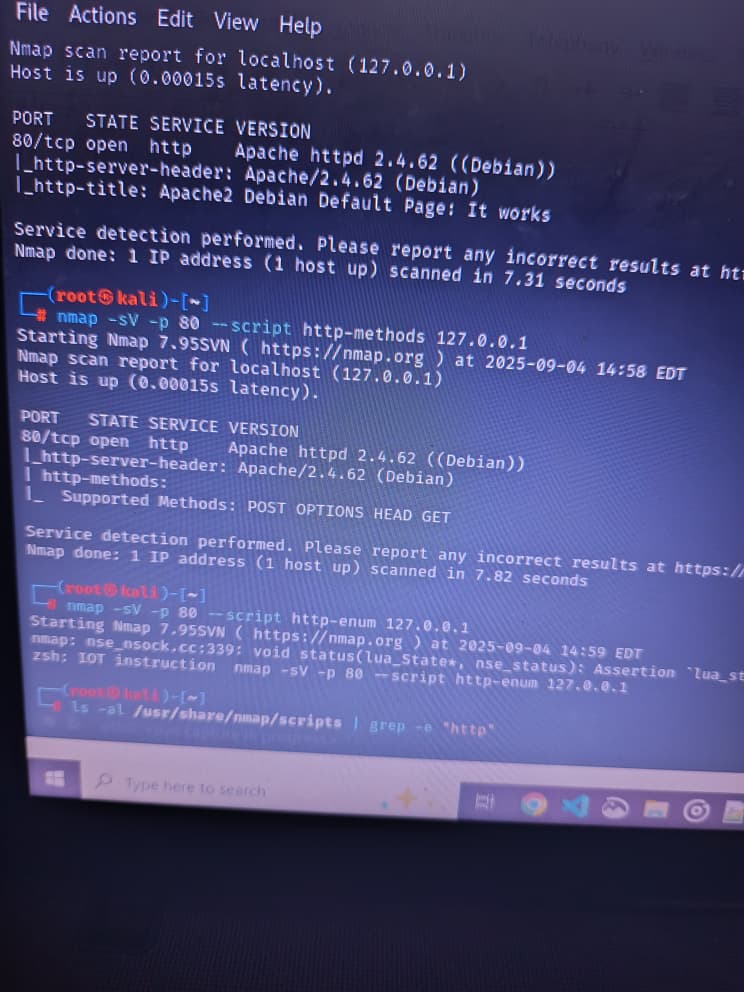 File Actions Edit View Help
Nmap scan report for localhost (127.0.0.1)
Host is up (0.00015s latency).
PORT STATE SERVICE VERSION
80/tcp open http Apache httpd 2.4.62 ((Debian))
|_http-server-header: Apache/2.4.62 (Debian)
|_http-title: Apache2 Debian Default Page: It works
Service detection performed. Please report any incorrect results at htt
Nmap done: 1 IP address (1 host up) scanned in 7.31 seconds
┌──(root㉿kali)-[~]
└─# nmap -sV -p 80 --script http-methods 127.0.0.1
Starting Nmap 7.95SVN ( https://nmap.org ) at 2025-09-04 14:58 EDT
Nmap scan report for localhost (127.0.0.1)
Host is up (0.00015s latency).
PORT STATE SERVICE VERSION
80/tcp open http Apache httpd 2.4.62 ((Debian))
|_http-server-header: Apache/2.4.62 (Debian)
| http-methods:
|_ Supported Methods: POST OPTIONS HEAD GET
Service detection performed. Please report any incorrect results at https://
Nmap done: 1 IP address (1 host up) scanned in 7.82 seconds
┌──(root㉿kali)-[~]
└─# nmap -sV -p 80 --script http-enum 127.0.0.1
Starting Nmap 7.95SVN ( https://nmap.org ) at 2025-09-04 14:59 EDT
nmap: nse_nsock.cc:339: void status(lua_State*, nse_status): Assertion `lua_st
zsh: IOT instruction nmap -sV -p 80 --script http-enum 127.0.0.1
┌──(root㉿kali)-[~]
└─# ls -al /usr/share/nmap/scripts | grep -e "http"
Type here to search